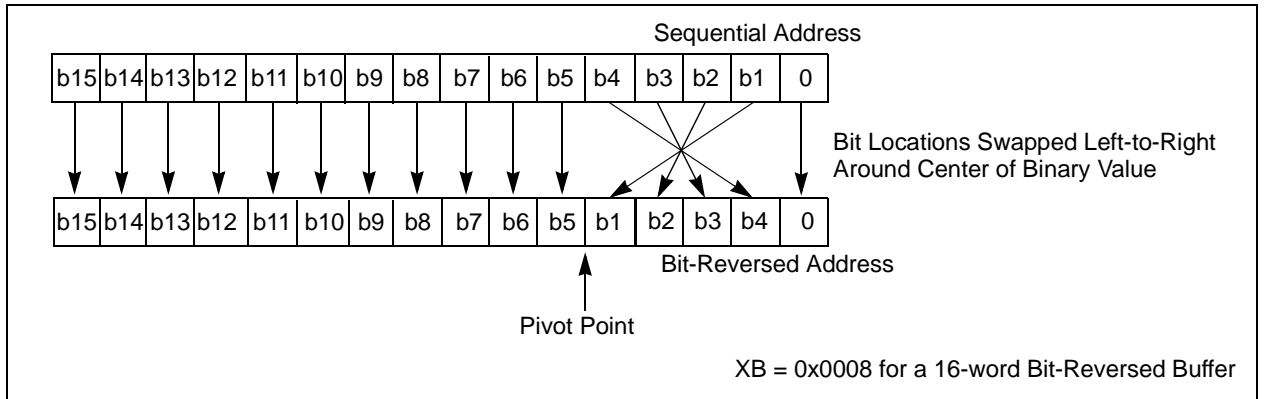 Sequential Address
b15 b14 b13 b12 b11 b10 b9 b8 b7 b6 b5 b4 b3 b2 b1 0
Bit Locations Swapped Left-to-Right
Around Center of Binary Value
b15 b14 b13 b12 b11 b10 b9 b8 b7 b6 b5 b1 b2 b3 b4 0
Bit-Reversed Address
Pivot Point
XB = 0x0008 for a 16-word Bit-Reversed Buffer